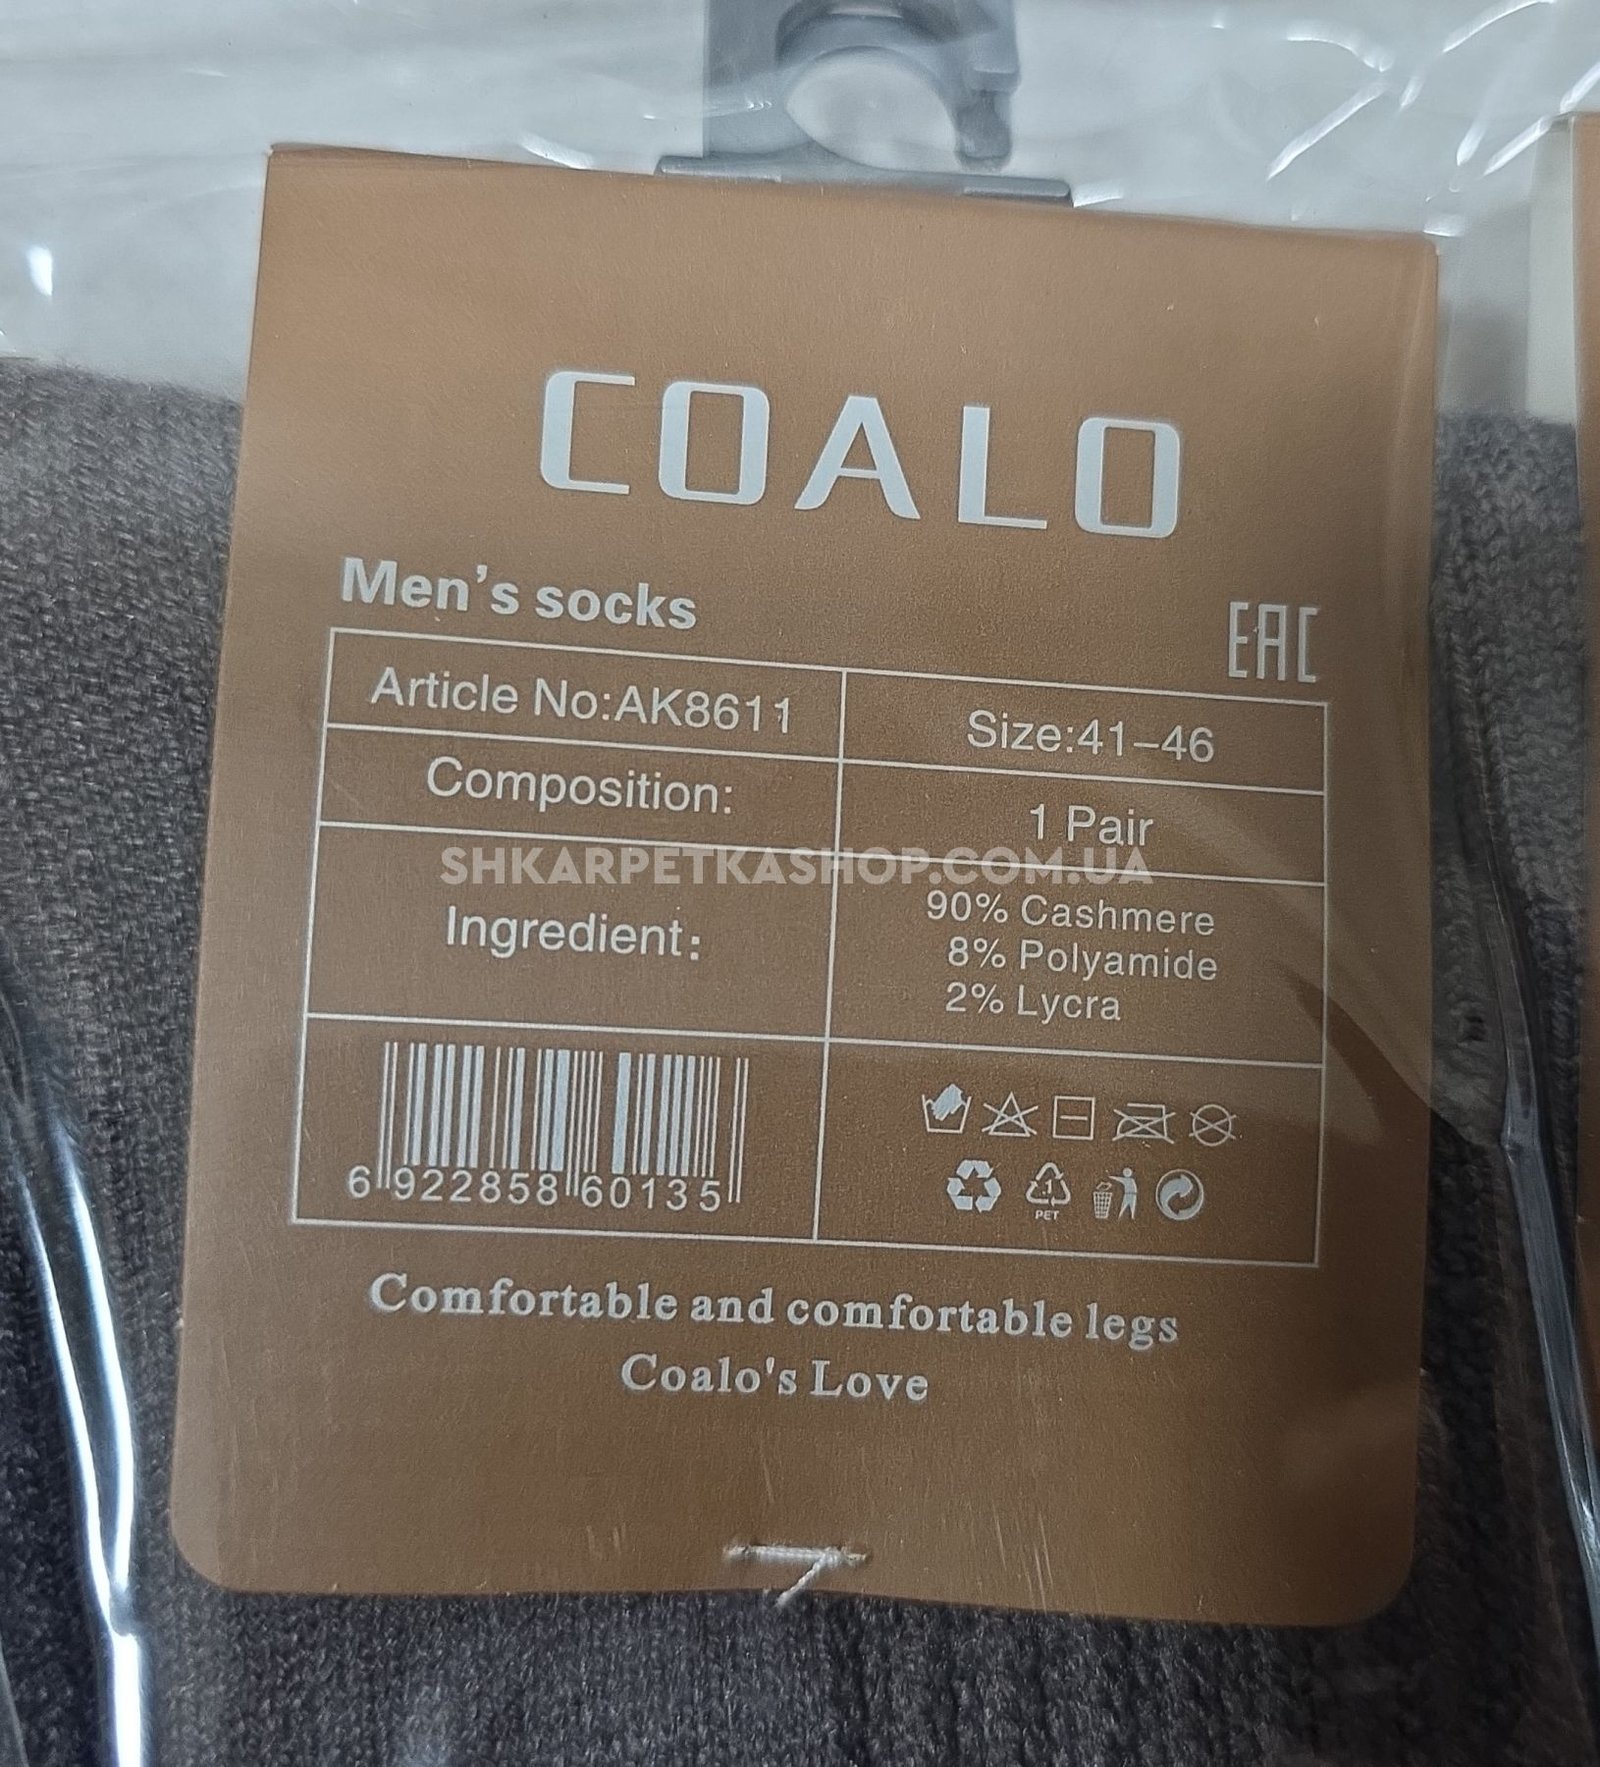 COALO
Men's socks
EAC
Article No:AK8611
Size:41-46
Composition:
1 Pair
SHKARPETKASHOP.COM.UA
Ingredient:
90% Cashmere
8% Polyamide
2% Lycra
6 922858 60135
1
PET
Comfortable and comfortable legs
Coalo's Love